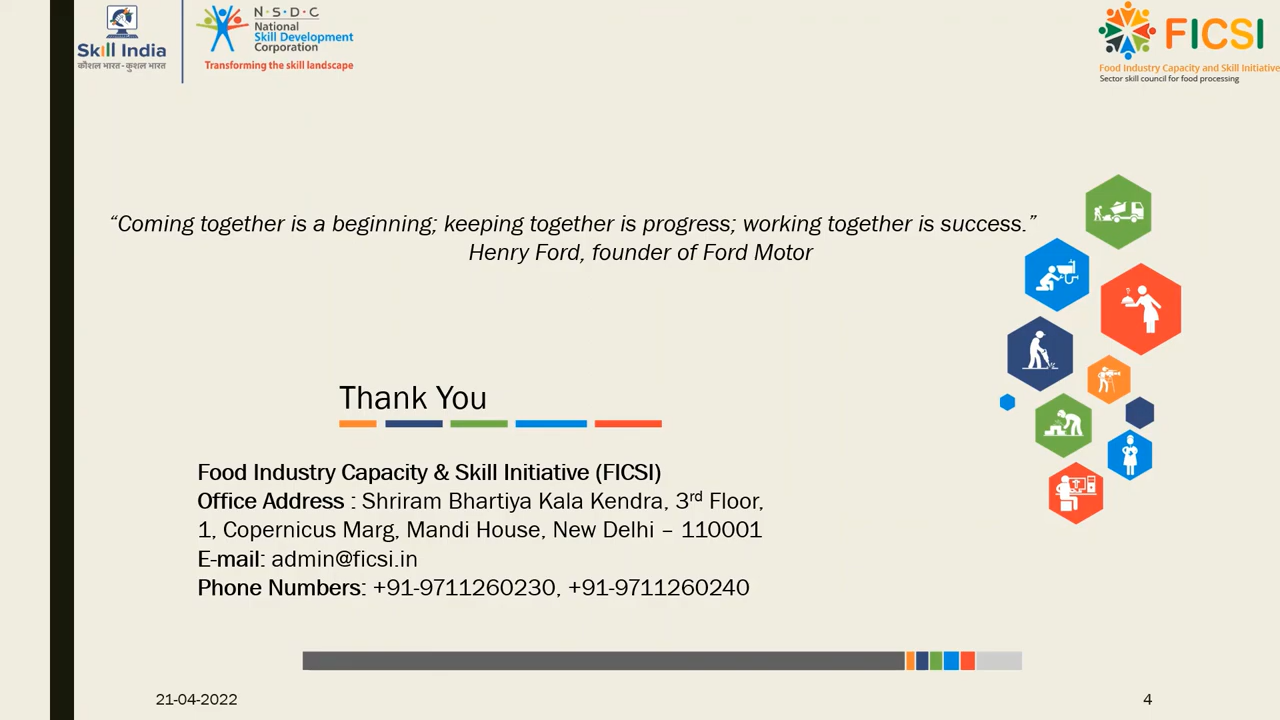 Skill India
कौशल भारत - कुशल भारत
N·S·D·C
National
Skill Development
Corporation
Transforming the skill landscape
FICSI
Food Industry Capacity and Skill Initiative
Sector skill council for food processing
“Coming together is a beginning; keeping together is progress; working together is success.”
Henry Ford, founder of Ford Motor
Thank You
Food Industry Capacity & Skill Initiative (FICSI)
Office Address : Shriram Bhartiya Kala Kendra, 3rd Floor,
1, Copernicus Marg, Mandi House, New Delhi – 110001
E-mail: admin@ficsi.in
Phone Numbers: +91-9711260230, +91-9711260240
21-04-2022
4